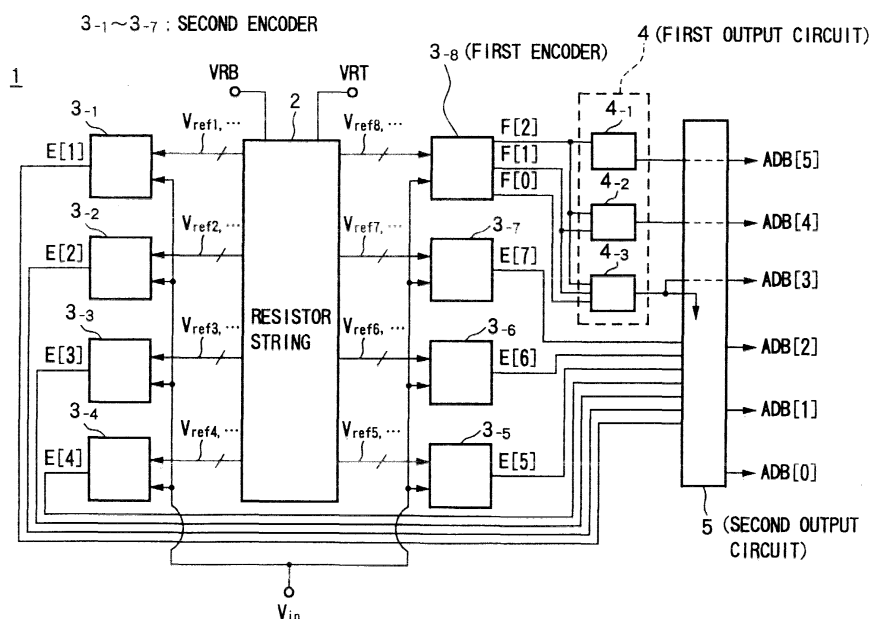 3-1~3-7 : SECOND ENCODER
4 (FIRST OUTPUT CIRCUIT)
3-8 (FIRST ENCODER)
1
VRB
VRT
2
3-1
Vref1, ···
Vref8, ···
E[1]
F[2]
F[1]
F[0]
4-1
ADB[5]
3-2
Vref2, ···
Vref7, ···
3-7
E[2]
E[7]
4-2
ADB[4]
4-3
ADB[3]
3-3
Vref3, ···
RESISTOR
STRING
Vref6, ···
3-6
E[3]
E[6]
ADB[2]
3-4
Vref4, ···
Vref5, ···
3-5
E[4]
E[5]
ADB[1]
ADB[0]
5 (SECOND OUTPUT
CIRCUIT)
Vin